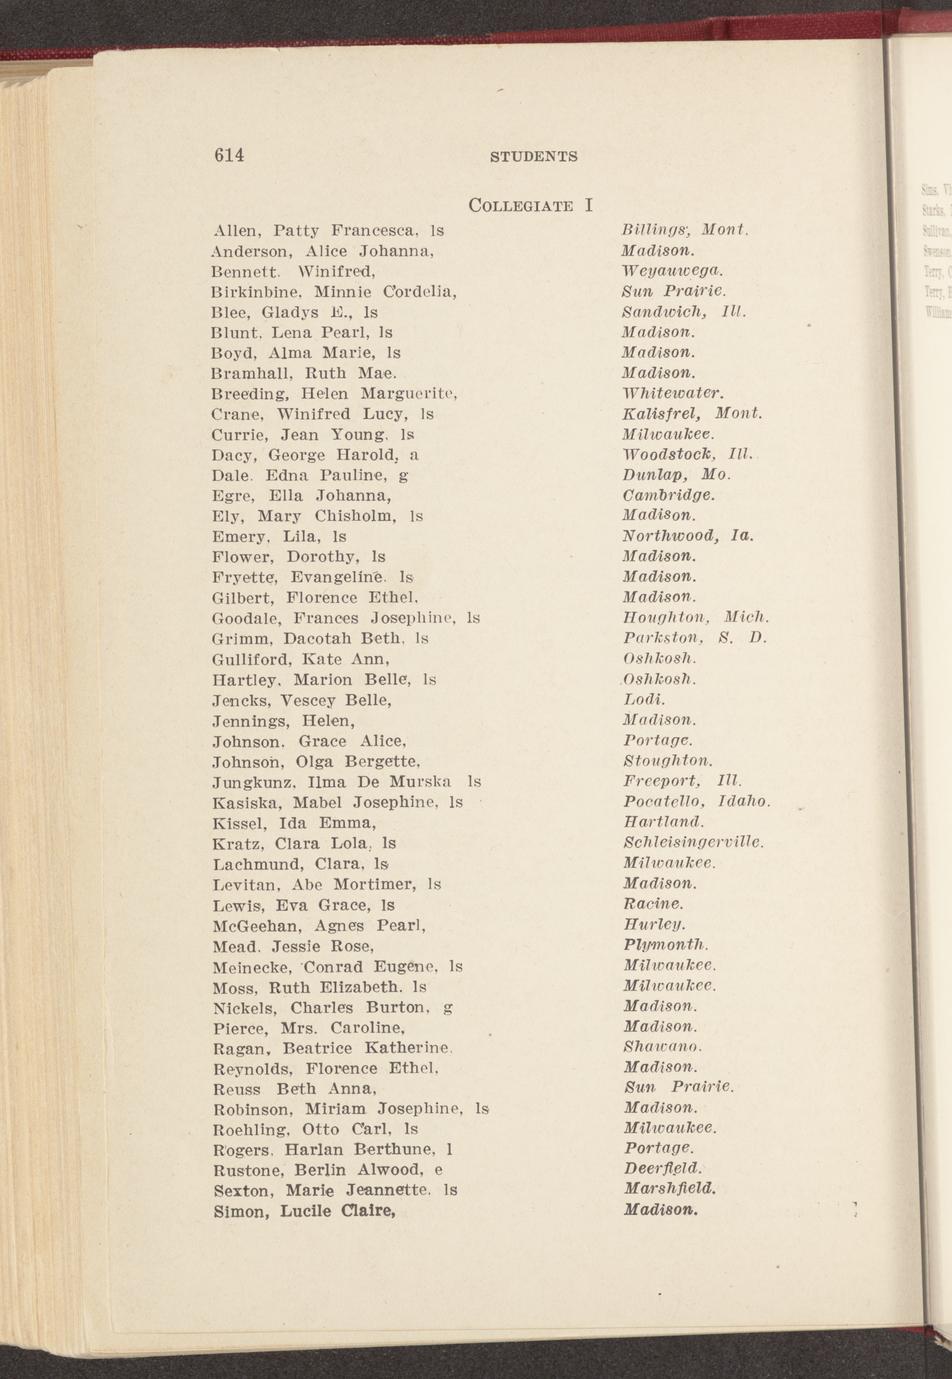 614 STUDENTS
COLLEGIATE I
Allen, Patty Francesca, ls Billings, Mont.
Anderson, Alice Johanna, Madison.
Bennett. Winifred, Weyauwega.
Birkinbine, Minnie Cordelia, Sun Prairie.
Blee, Gladys E., ls Sandwich, Ill.
Blunt, Lena Pearl, ls Madison.
Boyd, Alma Marie, ls Madison.
Bramhall, Ruth Mae. Madison.
Breeding, Helen Marguerite, Whitewater.
Crane, Winifred Lucy, ls Kalisfrel, Mont.
Currie, Jean Young, ls Milwaukee.
Dacy, George Harold, a Woodstock, Ill.
Dale. Edna Pauline, g Dunlap, Mo.
Egre, Ella Johanna, Cambridge.
Ely, Mary Chisholm, ls Madison.
Emery, Lila, ls Northwood, Ia.
Flower, Dorothy, ls Madison.
Fryette, Evangeline. ls Madison.
Gilbert, Florence Ethel, Madison.
Goodale, Frances Josephine, ls Houghton, Mich.
Grimm, Dacotah Beth, ls Parkston, S. D.
Gulliford, Kate Ann, Oshkosh.
Hartley, Marion Belle, ls Oshkosh.
Jencks, Vescey Belle, Lodi.
Jennings, Helen, Madison.
Johnson, Grace Alice, Portage.
Johnson, Olga Bergette, Stoughton.
Jungkunz, Ilma De Murska ls Freeport, Ill.
Kasiska, Mabel Josephine, ls Pocatello, Idaho.
Kissel, Ida Emma, Hartland.
Kratz, Clara Lola, ls Schleisingerville.
Lachmund, Clara, ls Milwaukee.
Levitan, Abe Mortimer, ls Madison.
Lewis, Eva Grace, ls Racine.
McGeehan, Agnes Pearl, Hurley.
Mead. Jessie Rose, Plymonth.
Meinecke, Conrad Eugene, ls Milwaukee.
Moss, Ruth Elizabeth. ls Milwaukee.
Nickels, Charles Burton, g Madison.
Pierce, Mrs. Caroline, Madison.
Ragan, Beatrice Katherine. Shawano.
Reynolds, Florence Ethel, Madison.
Reuss Beth Anna, Sun Prairie.
Robinson, Miriam Josephine, ls Madison.
Roehling, Otto Carl, ls Milwaukee.
Rogers, Harlan Berthune, l Portage.
Rustone, Berlin Alwood, e Deerfield.
Sexton, Marie Jeannette. ls Marshfield.
Simon, Lucile Claire, Madison.
Sims,
Starks,
Sullivan,
Swenson,
Terry,
Terry,